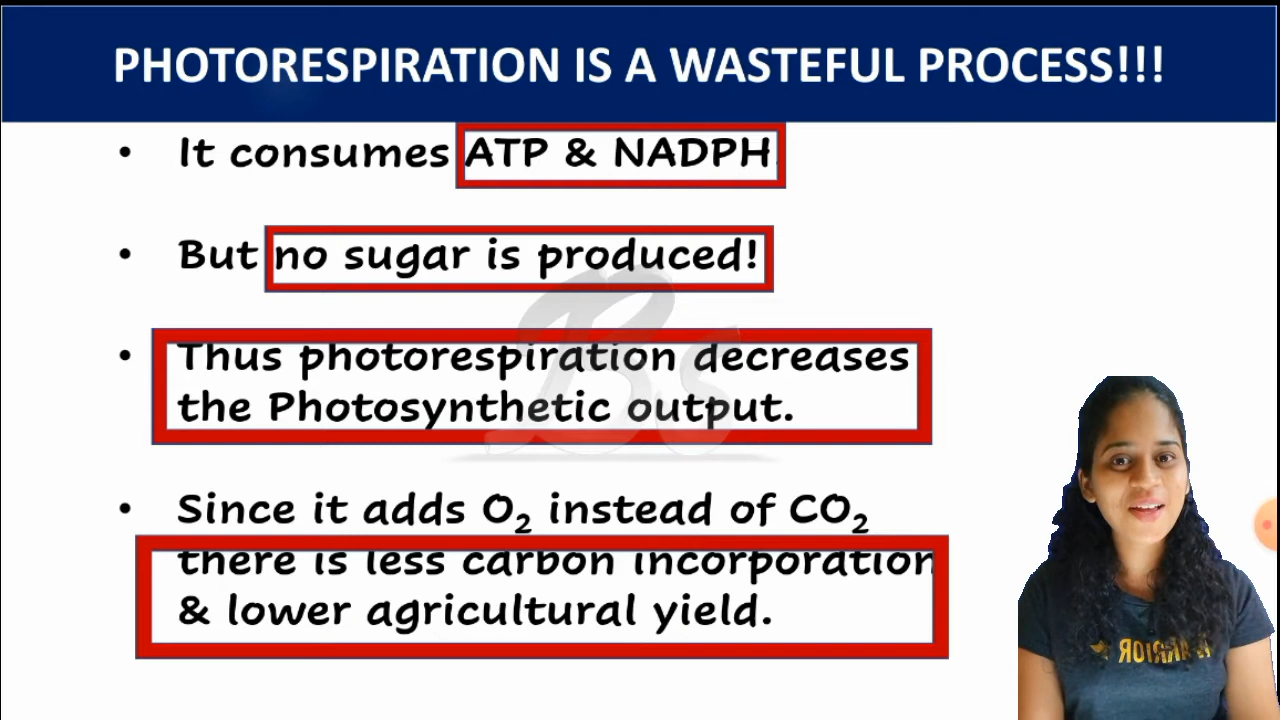 PHOTORESPIRATION IS A WASTEFUL PROCESS!!!
• It consumes ATP & NADPH.
• But no sugar is produced!
• Thus photorespiration decreases
the Photosynthetic output.
• Since it adds O₂ instead of CO₂
there is less carbon incorporation
& lower agricultural yield.
Bs